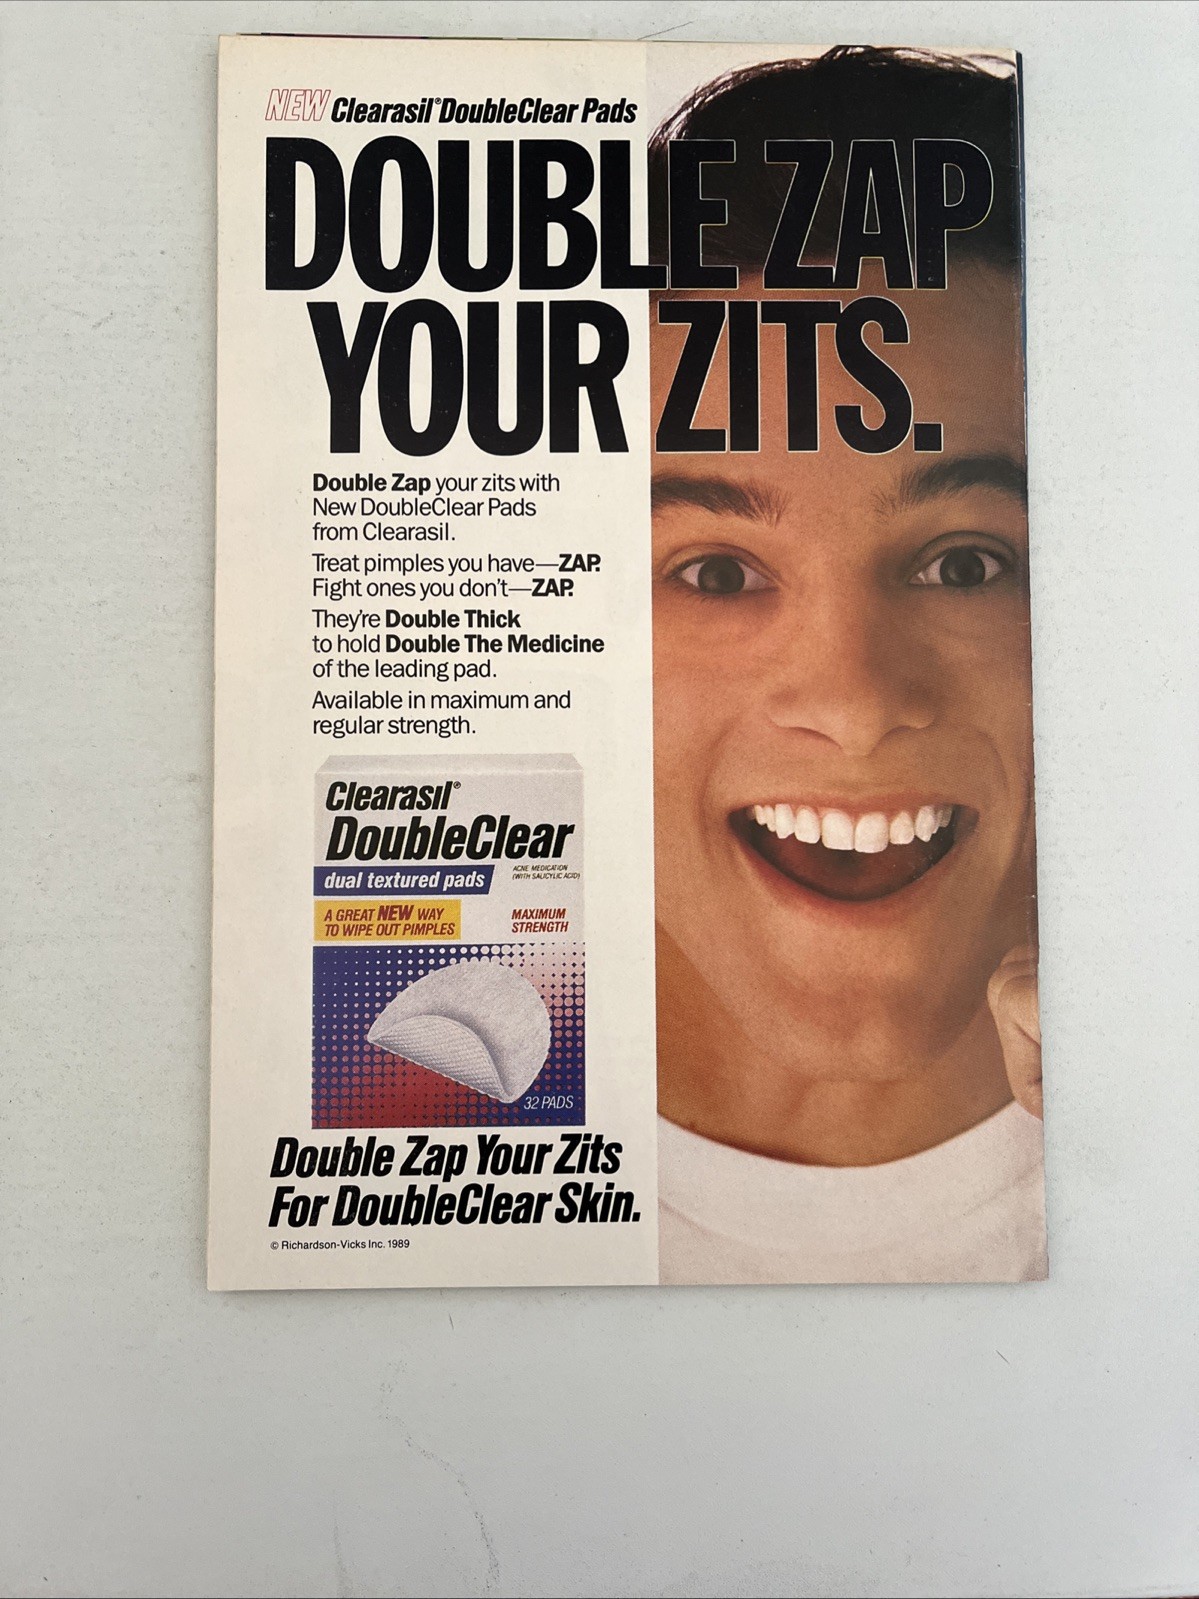 NEW Clearasil® DoubleClear Pads
DOUBLE ZAP
YOUR ZITS.
Double Zap your zits with
New DoubleClear Pads
from Clearasil.
Treat pimples you have—ZAP.
Fight ones you don't—ZAP.
They're Double Thick
to hold Double The Medicine
of the leading pad.
Available in maximum and
regular strength.
Clearasil®
DoubleClear
dual textured pads
ACNE MEDICATION
(WITH SALICYLIC ACID)
A GREAT NEW WAY
TO WIPE OUT PIMPLES
MAXIMUM
STRENGTH
32 PADS
Double Zap Your Zits
For DoubleClear Skin.
© Richardson-Vicks Inc. 1989